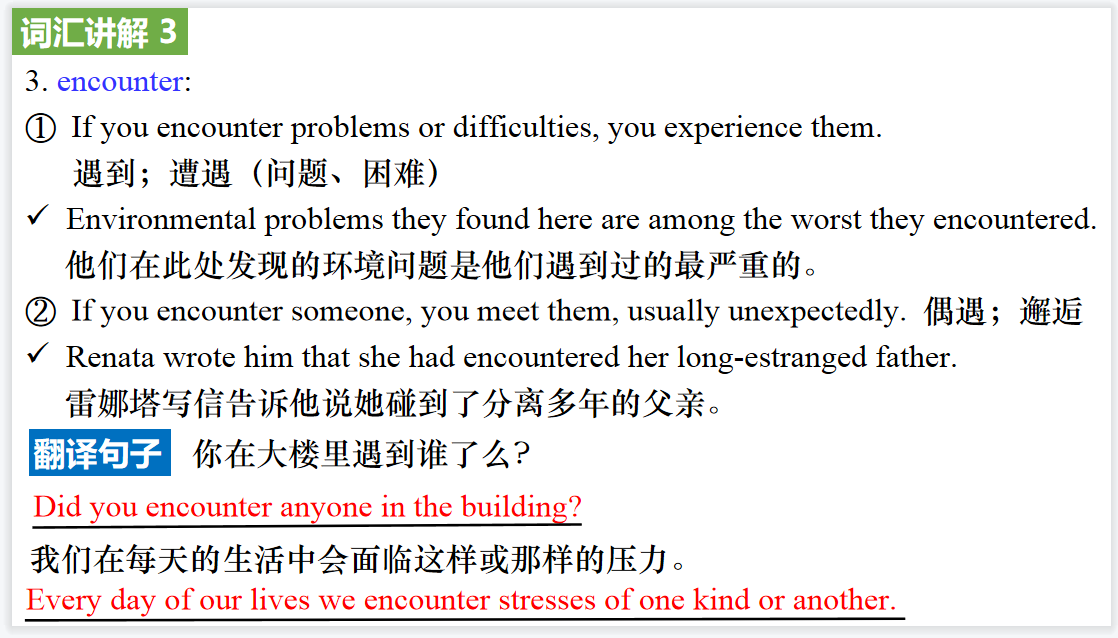 词汇讲解 3
3. encounter:
① If you encounter problems or difficulties, you experience them.
遇到；遭遇（问题、困难）
✓ Environmental problems they found here are among the worst they encountered.
他们在此处发现的环境问题是他们遇到过的最严重的。
② If you encounter someone, you meet them, usually unexpectedly. 偶遇；邂逅
✓ Renata wrote him that she had encountered her long-estranged father.
雷娜塔写信告诉他说她碰到了分离多年的父亲。
翻译句子 你在大楼里遇到谁了么？
Did you encounter anyone in the building?
我们在每天的生活中会面临这样或那样的压力。
Every day of our lives we encounter stresses of one kind or another.